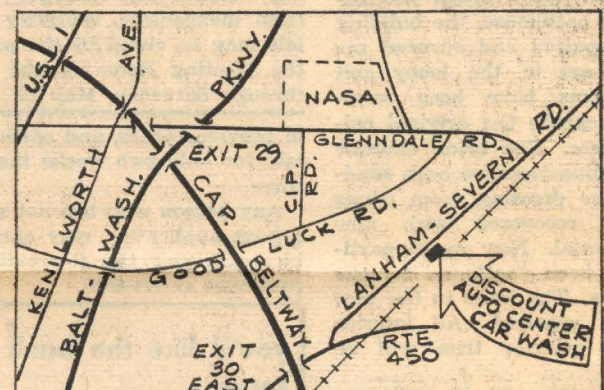 U.S. 1
KENILWORTH AVE.
BALT-WASH. PKWY
NASA
GLENNDALE RD.
EXIT 29
CIP. RD.
CAP. BELTWAY
GOOD LUCK RD.
LANHAM-SEVERN RD.
DISCOUNT
AUTO CENTER
CAR WASH
RTE
450
EXIT
30
EAST